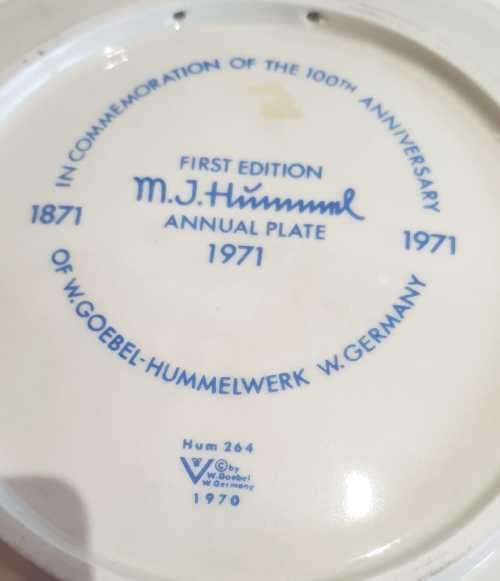 IN COMMEMORATION OF THE 100TH ANNIVERSARY
FIRST EDITION
M.J.Hummel
ANNUAL PLATE
1971
1871
1971
OF W.GOEBEL-HUMMELWERK W.GERMANY
Hum 264
© by
W.Goebel
W.Germany
1970